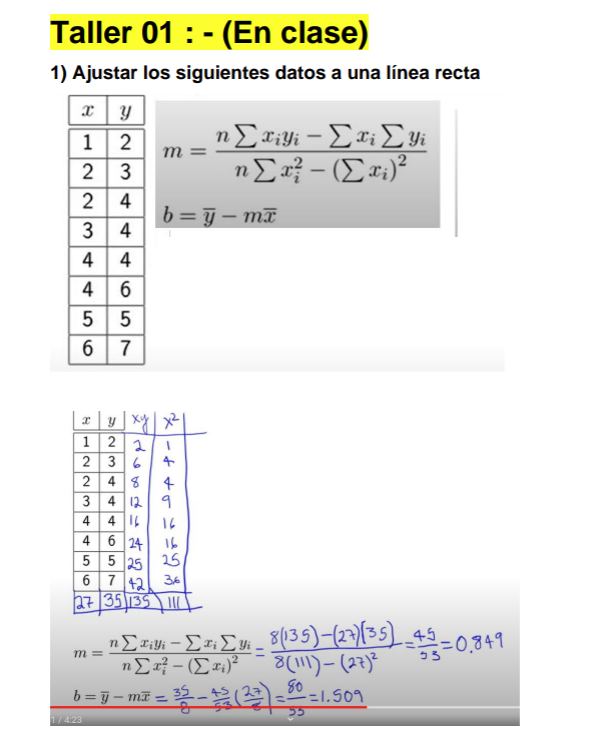 Taller 01 : - (En clase)
1) Ajustar los siguientes datos a una línea recta
x y
1 2
2 3
2 4
3 4
4 4
4 6
5 5
6 7
m = (n∑xᵢyᵢ − ∑xᵢ∑yᵢ) / (n∑xᵢ² − (∑xᵢ)²)
b = y̅ − mx̅
x y xy x²
1 2 2 1
2 3 6 4
2 4 8 4
3 4 12 9
4 4 16 16
4 6 24 16
5 5 25 25
6 7 42 36
27 35 135 111
m = (n∑xᵢyᵢ − ∑xᵢ∑yᵢ) / (n∑xᵢ² − (∑xᵢ)²) = (8(135)−(27)(35)) / (8(111)−(27)²) = 45/53 = 0.849
b = y̅ − mx̅ = 35/8 − 45/53 (27/8) = 80/53 = 1.509
1 / 4:23